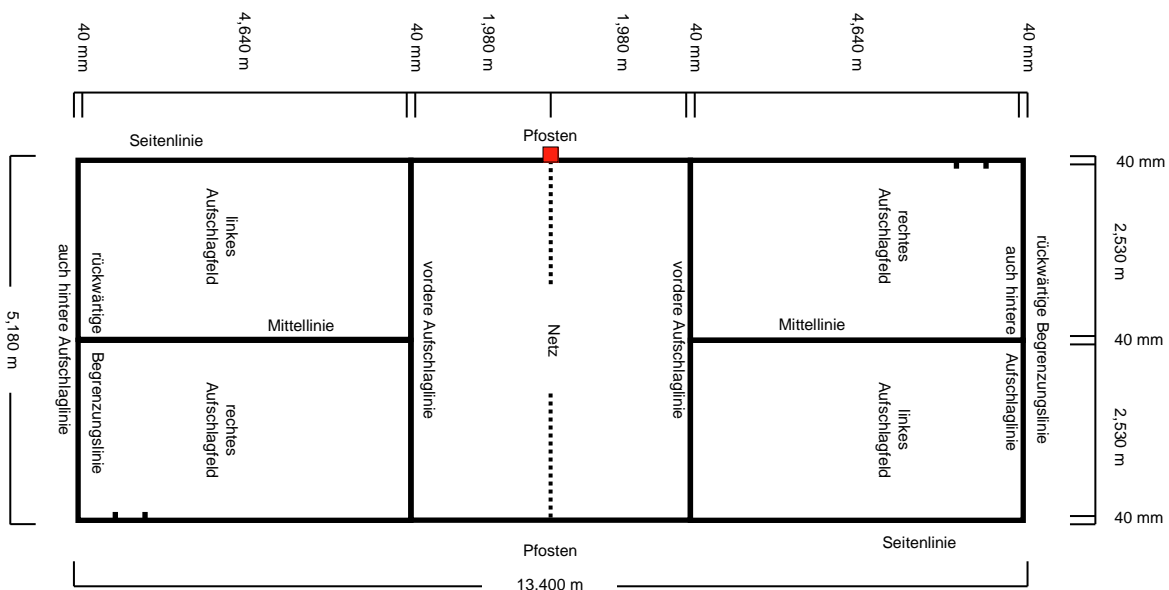 40 mm
4,640 m
40 mm
1,980 m
1,980 m
40 mm
4,640 m
40 mm
Seitenlinie
Pfosten
40 mm
linkes
Aufschlagfeld
rechtes
Aufschlagfeld
2,530 m
auch hintere Aufschlaglinie
rückwärtige Begrenzungslinie
vordere Aufschlaglinie
vordere Aufschlaglinie
auch hintere Aufschlaglinie
rückwärtige Begrenzungslinie
5,180 m
Mittellinie
Netz
Mittellinie
40 mm
rechtes
Aufschlagfeld
linkes
Aufschlagfeld
2,530 m
40 mm
Pfosten
Seitenlinie
13,400 m